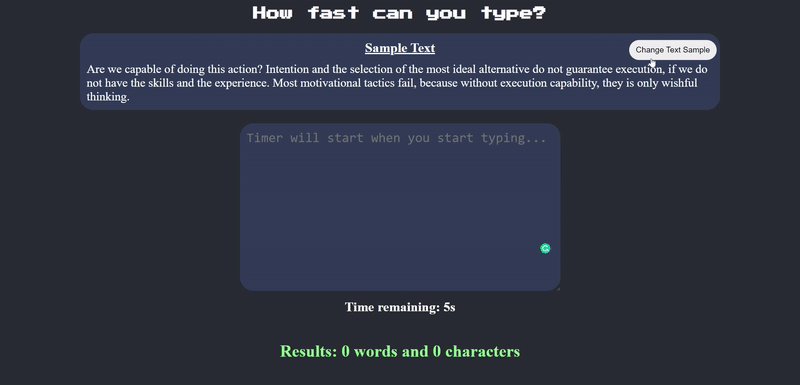 How fast can you type?
Sample Text
Change Text Sample
Are we capable of doing this action? Intention and the selection of the most ideal alternative do not guarantee execution, if we do
not have the skills and the experience. Most motivational tactics fail, because without execution capability, they is only wishful
thinking.
Timer will start when you start typing...
Time remaining: 5s
Results: 0 words and 0 characters